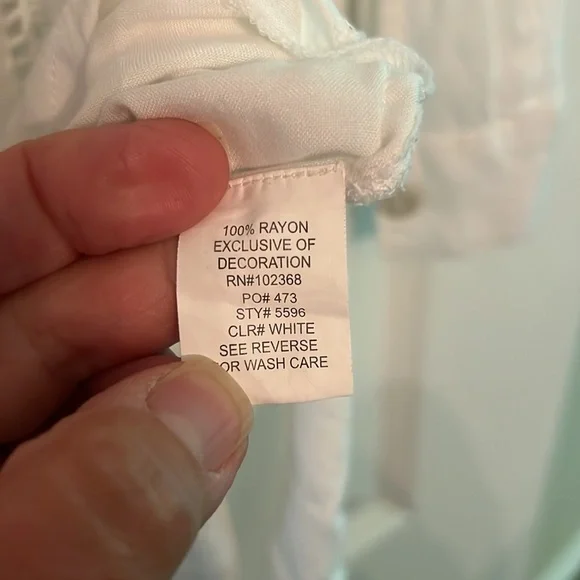 100% RAYON
EXCLUSIVE OF
DECORATION
RN#102368
PO# 473
STY# 5596
CLR# WHITE
SEE REVERSE
OR WASH CARE